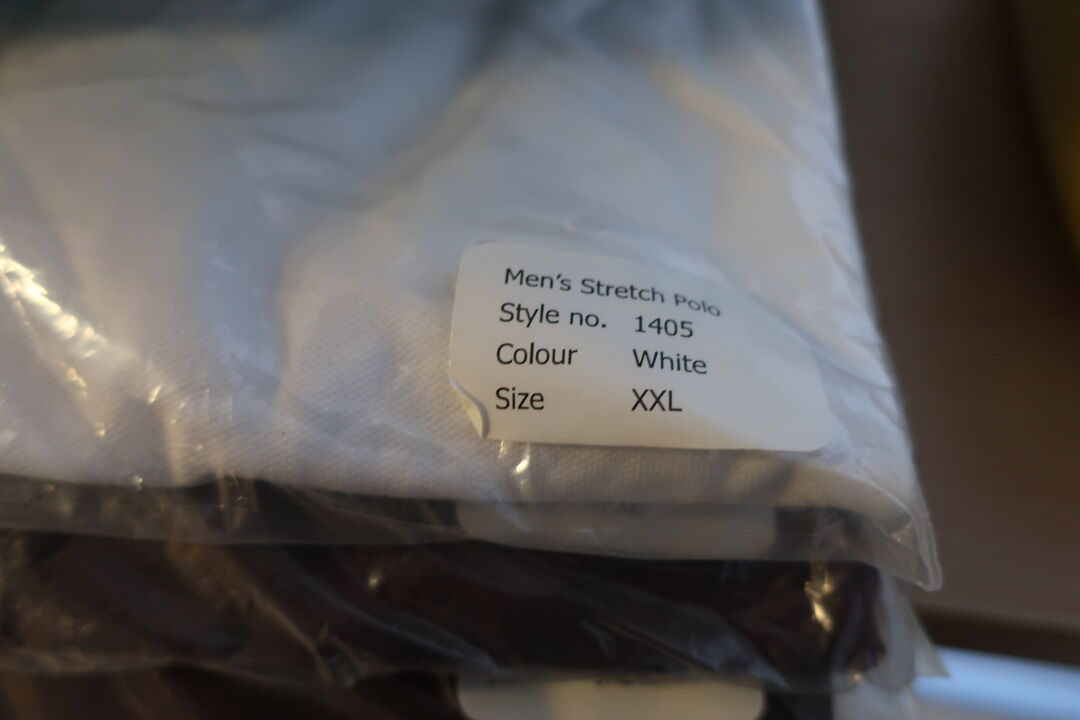 Men's Stretch Polo
Style no. 1405
Colour White
Size XXL